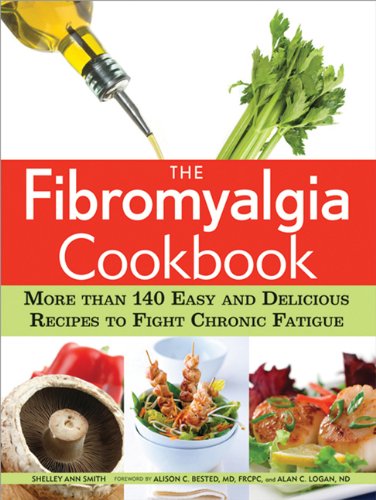 THE
Fibromyalgia
Cookbook
MORE THAN 140 EASY AND DELICIOUS
RECIPES TO FIGHT CHRONIC FATIGUE
SHELLEY ANN SMITH FOREWORD BY ALISON C. BESTED, MD, FRCPC, and ALAN C. LOGAN, ND